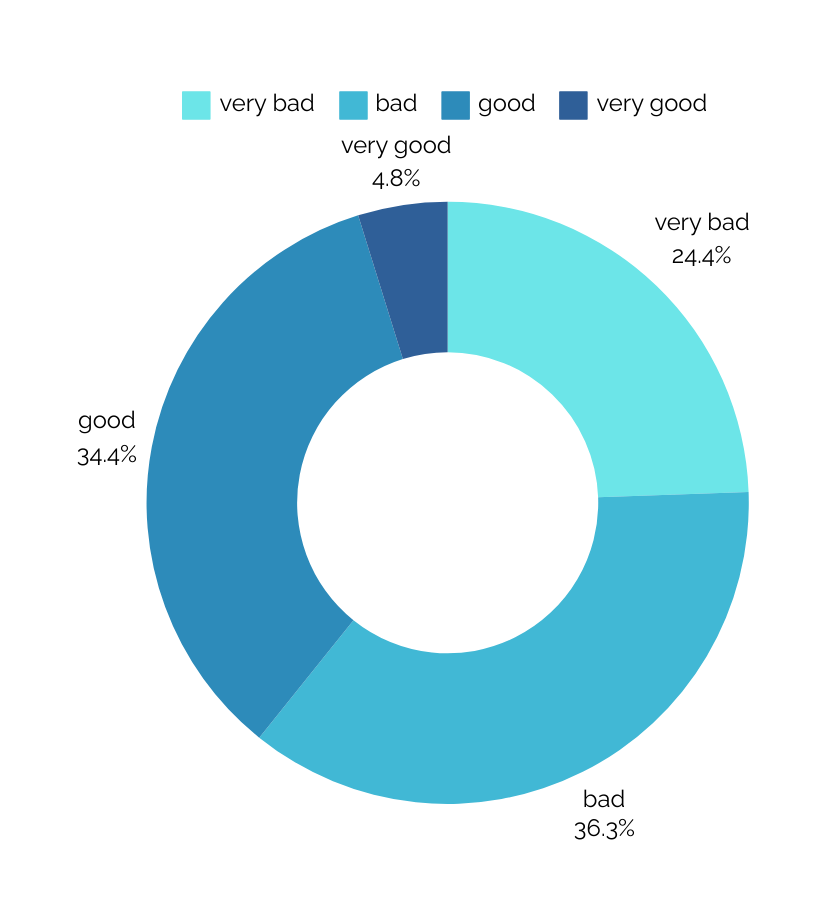 very bad bad good very good
very good
4.8%
very bad
24.4%
good
34.4%
bad
36.3%